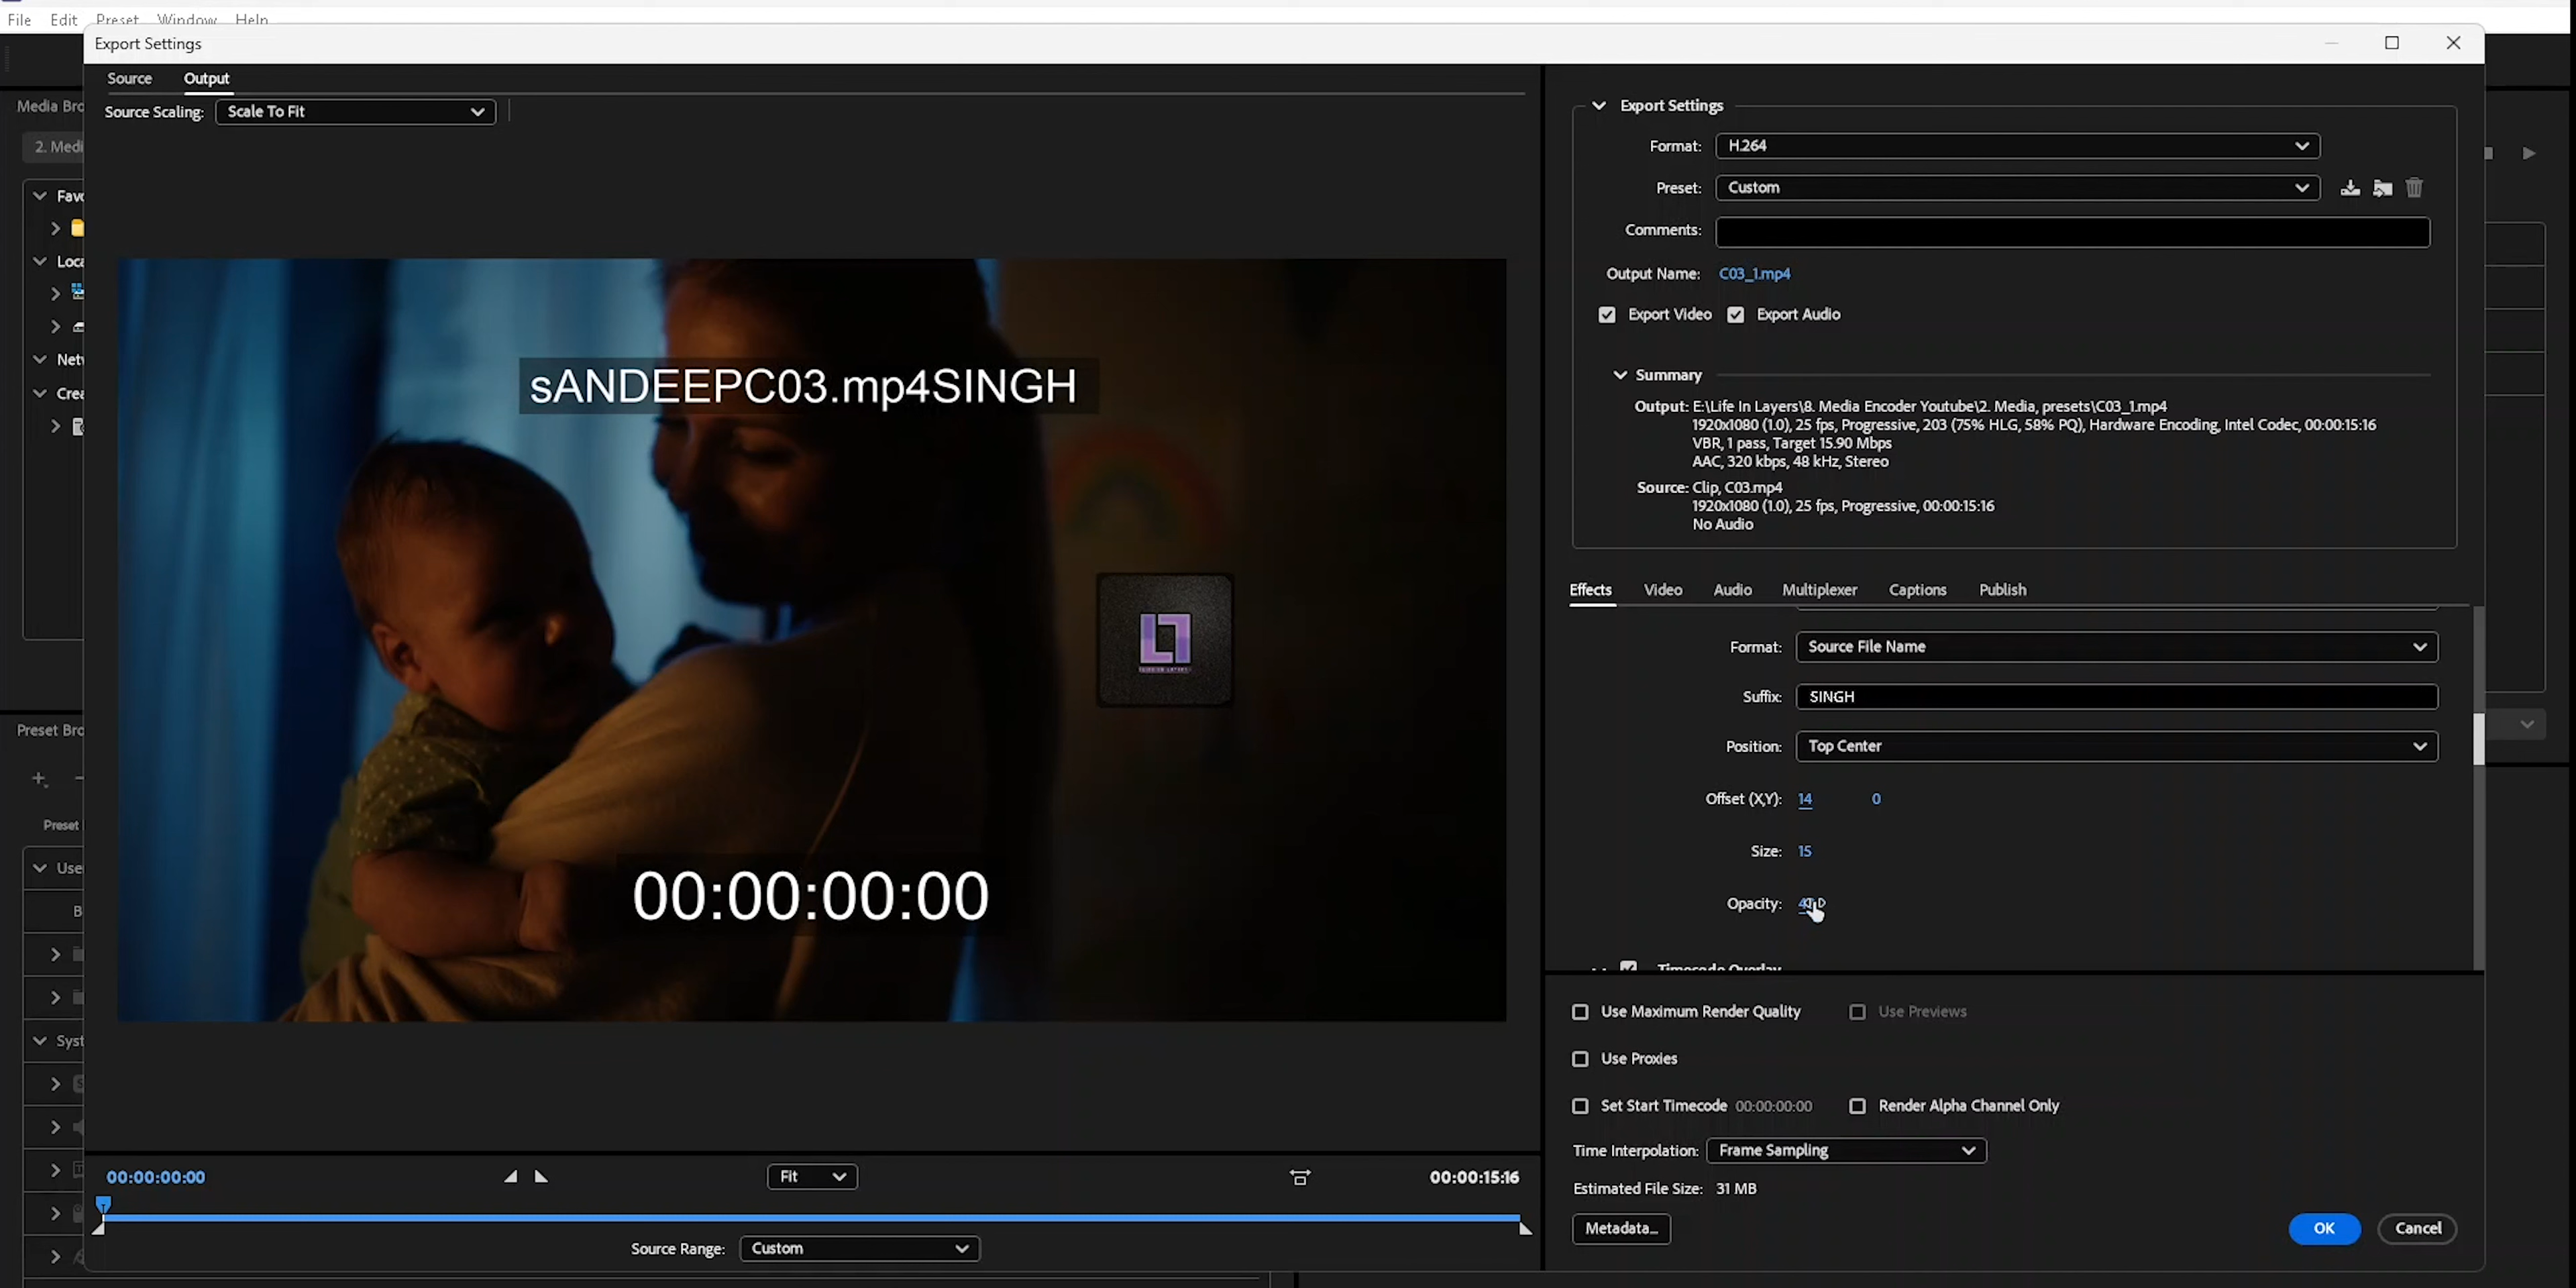 File Edit Preset Window Help
Export Settings
Source Output
Source Scaling: Scale To Fit
Media Bro
2. Medi
Favo
Loca
Netv
Crea
Preset Bro
Preset
Use
B
Syst
sANDEEPC03.mp4SINGH
00:00:00:00
00:00:00:00 Fit 00:00:15:16
Source Range: Custom
Export Settings
Format: H.264
Preset: Custom
Comments:
Output Name: C03_1.mp4
Export Video Export Audio
Summary
Output: E:\Life In Layers\8. Media Encoder Youtube\2. Media, presets\C03_1.mp4
1920x1080 (1.0), 25 fps, Progressive, 203 (75% HLG, 58% PQ), Hardware Encoding, Intel Codec, 00:00:15:16
VBR, 1 pass, Target 15.90 Mbps
AAC, 320 kbps, 48 kHz, Stereo
Source: Clip, C03.mp4
1920x1080 (1.0), 25 fps, Progressive, 00:00:15:16
No Audio
Effects Video Audio Multiplexer Captions Publish
Format: Source File Name
Suffix: SINGH
Position: Top Center
Offset (X,Y): 14 0
Size: 15
Opacity:
Timecode Overlay
Use Maximum Render Quality Use Previews
Use Proxies
Set Start Timecode 00:00:00:00 Render Alpha Channel Only
Time Interpolation: Frame Sampling
Estimated File Size: 31 MB
Metadata...
OK Cancel